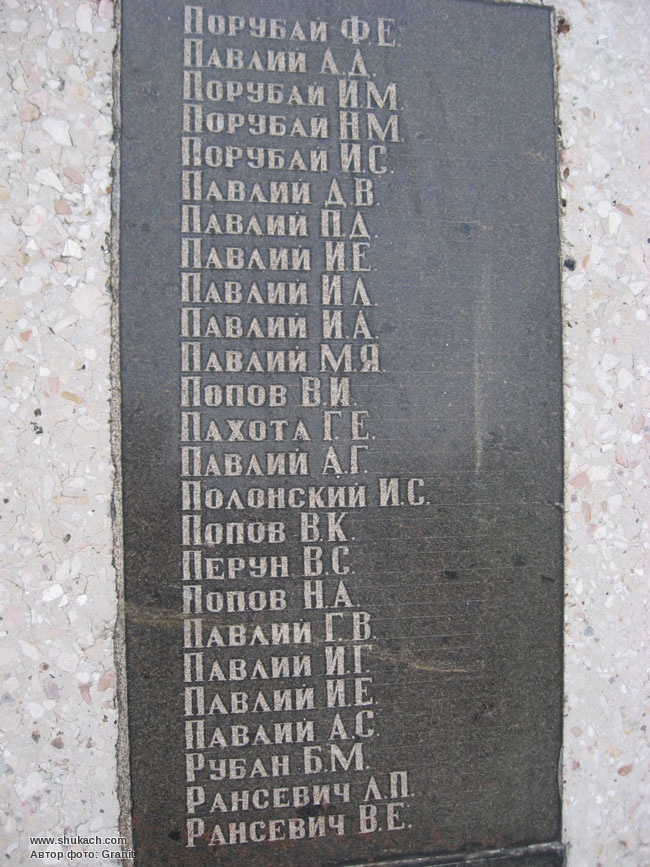 Порубай Ф.Е.
Павлий А.Д.
Порубай И.М.
Порубай Н.М.
Порубай И.С.
Павлий Д.В.
Павлий П.Д.
Павлий И.Е.
Павлий И.Л.
Павлий И.А.
Павлий М.Я.
Попов В.И.
Пахота Г.Е.
Павлий А.Г.
Полонский И.С.
Попов В.К.
Перун В.С.
Попов Н.А.
Павлий Г.В.
Павлий И.Г.
Павлий И.Е.
Павлий А.С.
Рубан Б.М.
Рансевич Л.П.
Рансевич В.Е.
www.shukach.com
Автор фото: Granit